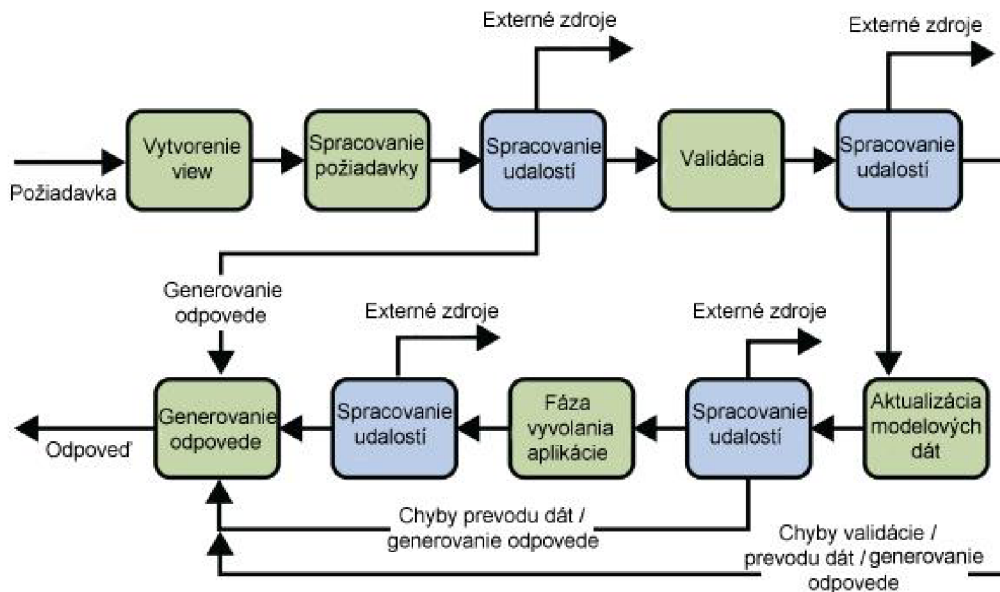 Externé zdroje
Externé zdroje
Požiadavka
Vytvorenie
view
Spracovanie
požiadavky
Spracovanie
udalostí
Validácia
Spracovanie
udalostí
Generovanie
odpovede
Externé zdroje
Externé zdroje
Odpoveď
Generovanie
odpovede
Spracovanie
udalostí
Fáza
vyvolania
aplikácie
Spracovanie
udalostí
Aktualizácia
modelových
dát
Chyby prevodu dát /
generovanie odpovede
Chyby validácie /
prevodu dát / generovanie
odpovede